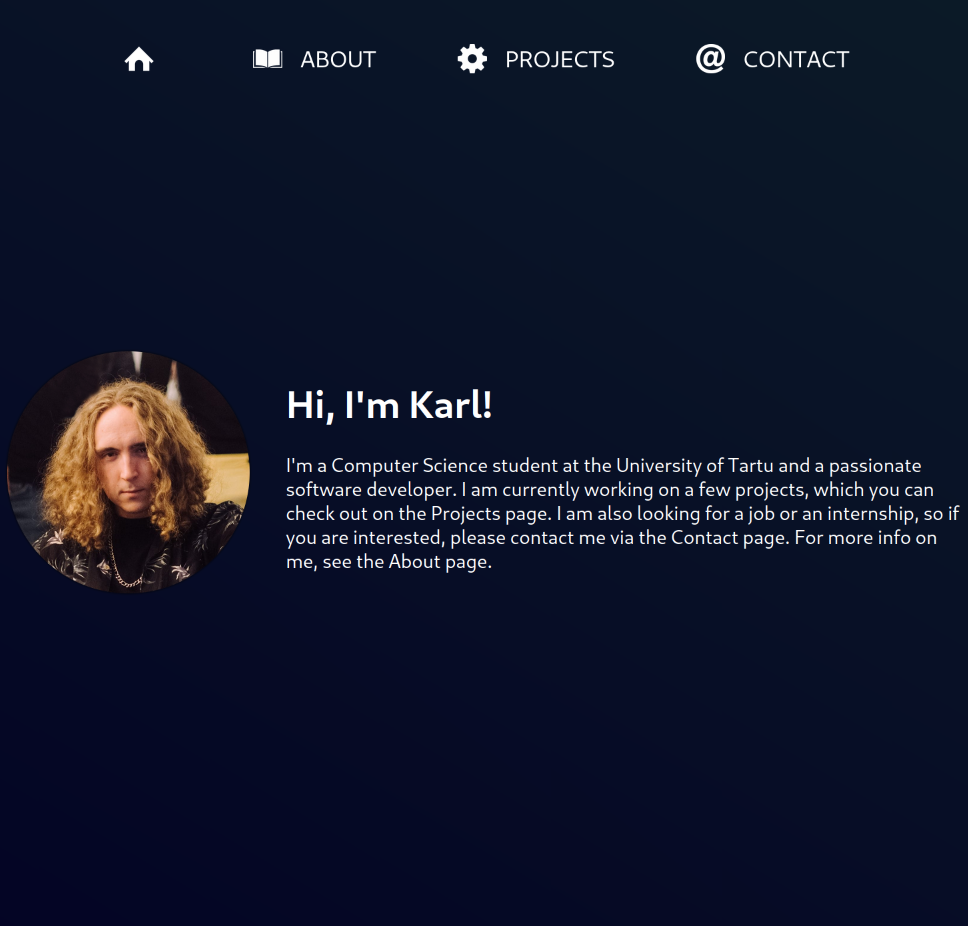 ABOUT PROJECTS CONTACT
Hi, I'm Karl!
I'm a Computer Science student at the University of Tartu and a passionate
software developer. I am currently working on a few projects, which you can
check out on the Projects page. I am also looking for a job or an internship, so if
you are interested, please contact me via the Contact page. For more info on
me, see the About page.